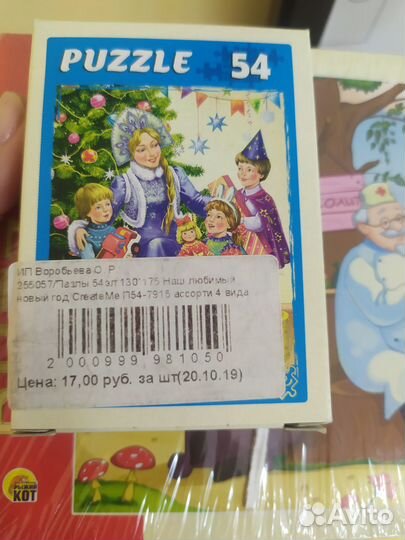 PUZZLE 54
ИП Воробьева О. Р
255057/Пазлы 54эл 130*175 Наш любимый
новый год CreateMe П54-7915 ассорти 4 вида
2 000999 981050
Цена: 17,00 руб. за шт(20.10.19)
РЫЖИЙ
КОТ
Avito